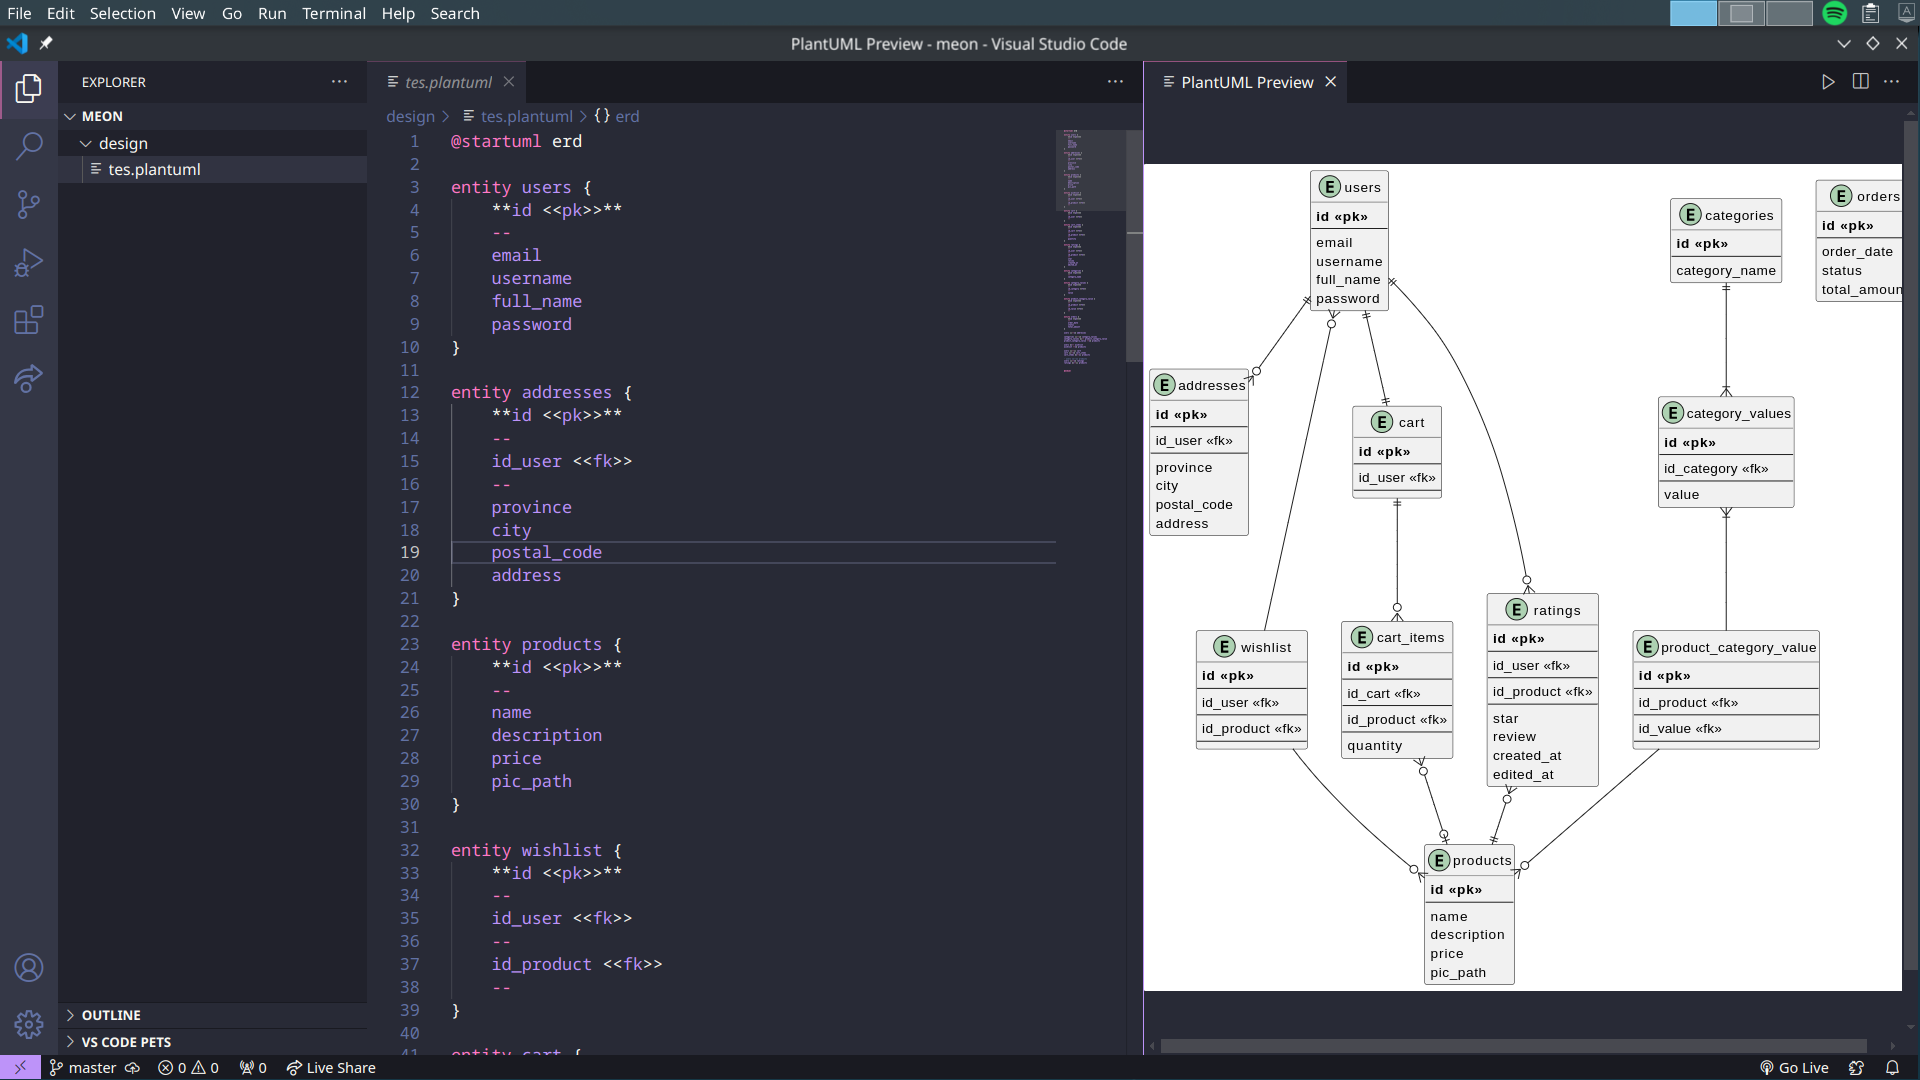 File Edit Selection View Go Run Terminal Help Search
PlantUML Preview - meon - Visual Studio Code
EXPLORER
MEON
design
tes.plantuml
OUTLINE
VS CODE PETS
tes.plantuml
design > tes.plantuml > {} erd
1 @startuml erd
2
3 entity users {
4 **id <<pk>>**
5 --
6 email
7 username
8 full_name
9 password
10 }
11
12 entity addresses {
13 **id <<pk>>**
14 --
15 id_user <<fk>>
16 --
17 province
18 city
19 postal_code
20 address
21 }
22
23 entity products {
24 **id <<pk>>**
25 --
26 name
27 description
28 price
29 pic_path
30 }
31
32 entity wishlist {
33 **id <<pk>>**
34 --
35 id_user <<fk>>
36 --
37 id_product <<fk>>
38 --
39 }
40
41 entity cart {
PlantUML Preview
E users
id «pk»
email
username
full_name
password
E categories
id «pk»
category_name
E orders
id «pk»
order_date
status
total_amoun
E addresses
id «pk»
id_user «fk»
province
city
postal_code
address
E cart
id «pk»
id_user «fk»
E category_values
id «pk»
id_category «fk»
value
E wishlist
id «pk»
id_user «fk»
id_product «fk»
E cart_items
id «pk»
id_cart «fk»
id_product «fk»
quantity
E ratings
id «pk»
id_user «fk»
id_product «fk»
star
review
created_at
edited_at
E product_category_value
id «pk»
id_product «fk»
id_value «fk»
E products
id «pk»
name
description
price
pic_path
master 0 0 0 Live Share
Go Live